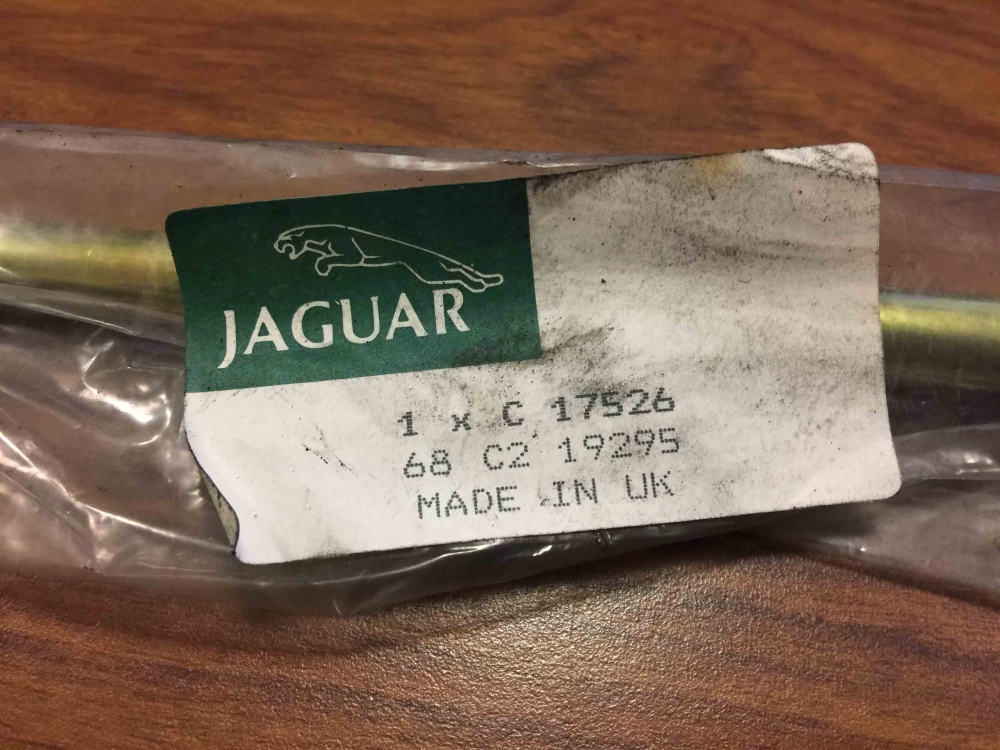 JAGUAR
1 x C 17526
68 C2 19295
MADE IN UK